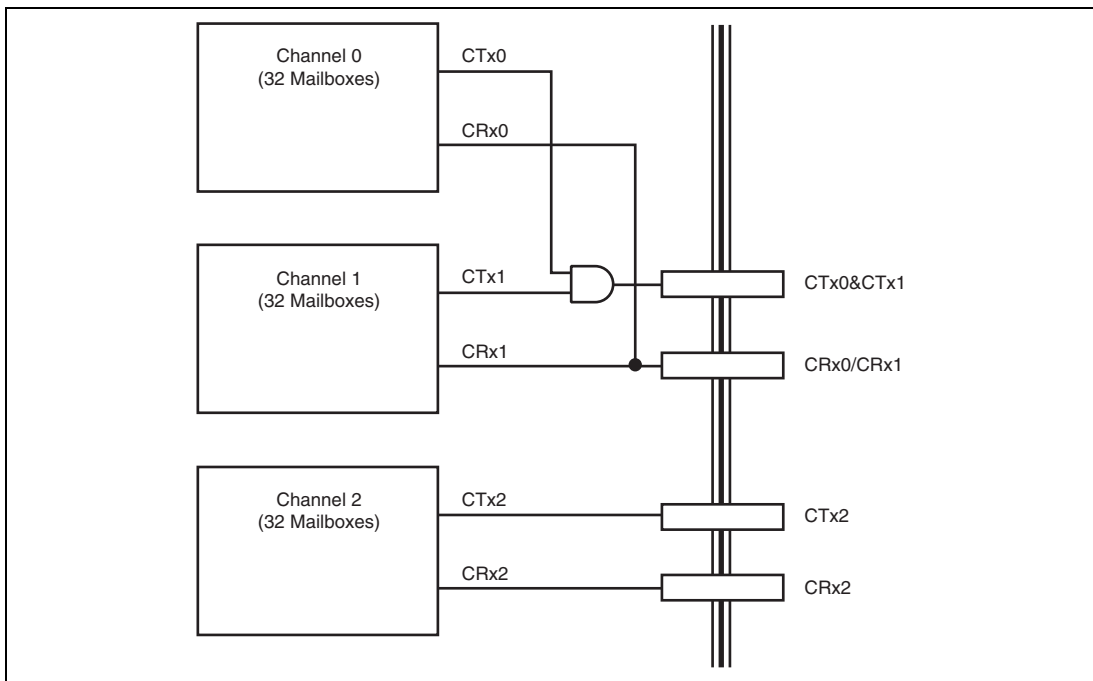 Channel 0
(32 Mailboxes)
CTx0
CRx0
Channel 1
(32 Mailboxes)
CTx1
CRx1
CTx0&CTx1
CRx0/CRx1
Channel 2
(32 Mailboxes)
CTx2
CRx2
CTx2
CRx2